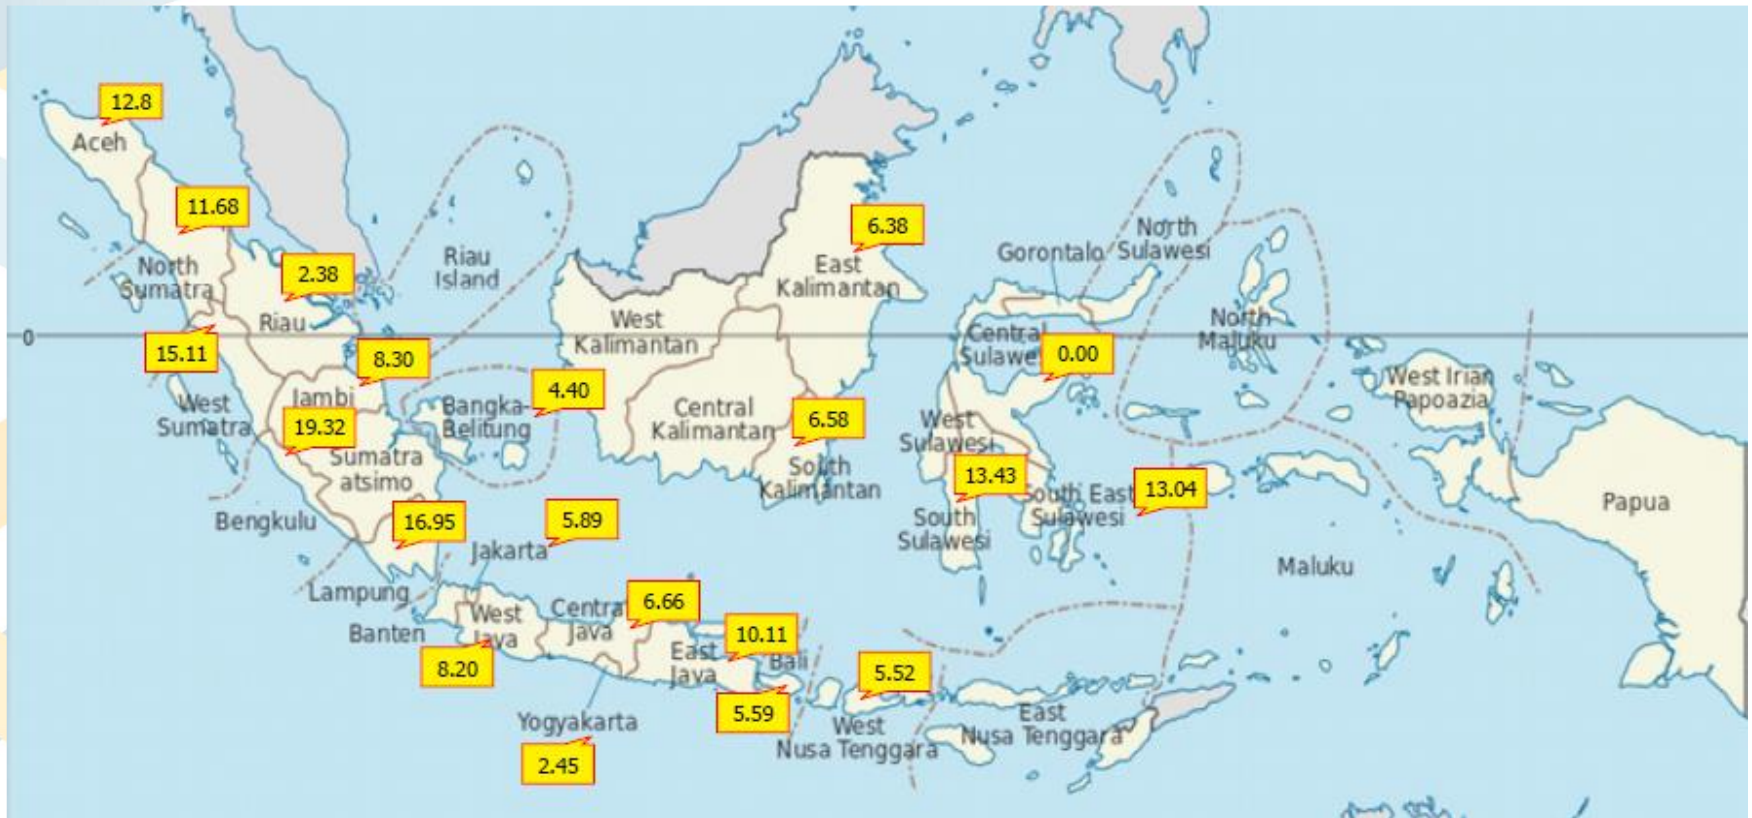 12.8
Aceh
11.68
North
Sumatra
2.38
Riau
Island
6.38
East
Kalimantan
Gorontalo
North
Sulawesi
0
15.11
Riau
8.30
West
Kalimantan
Central
Sulawe
0.00
North
Maluku
West Irian
Papoazia
West
Sumatra
Jambi
19.32
Bangka-
Belitung
4.40
Central
Kalimantan
6.58
West
Sulawesi
Sumatra
atsimo
South
Kalimantan
13.43
South East
Sulawesi
13.04
Papua
Bengkulu
16.95
5.89
Jakarta
South
Sulawesi
Maluku
Lampung
Banten
West
Java
Central
Java
6.66
8.20
East
Java
10.11
Bali
5.59
5.52
Yogyakarta
2.45
West
Nusa Tenggara
East
Nusa Tenggara